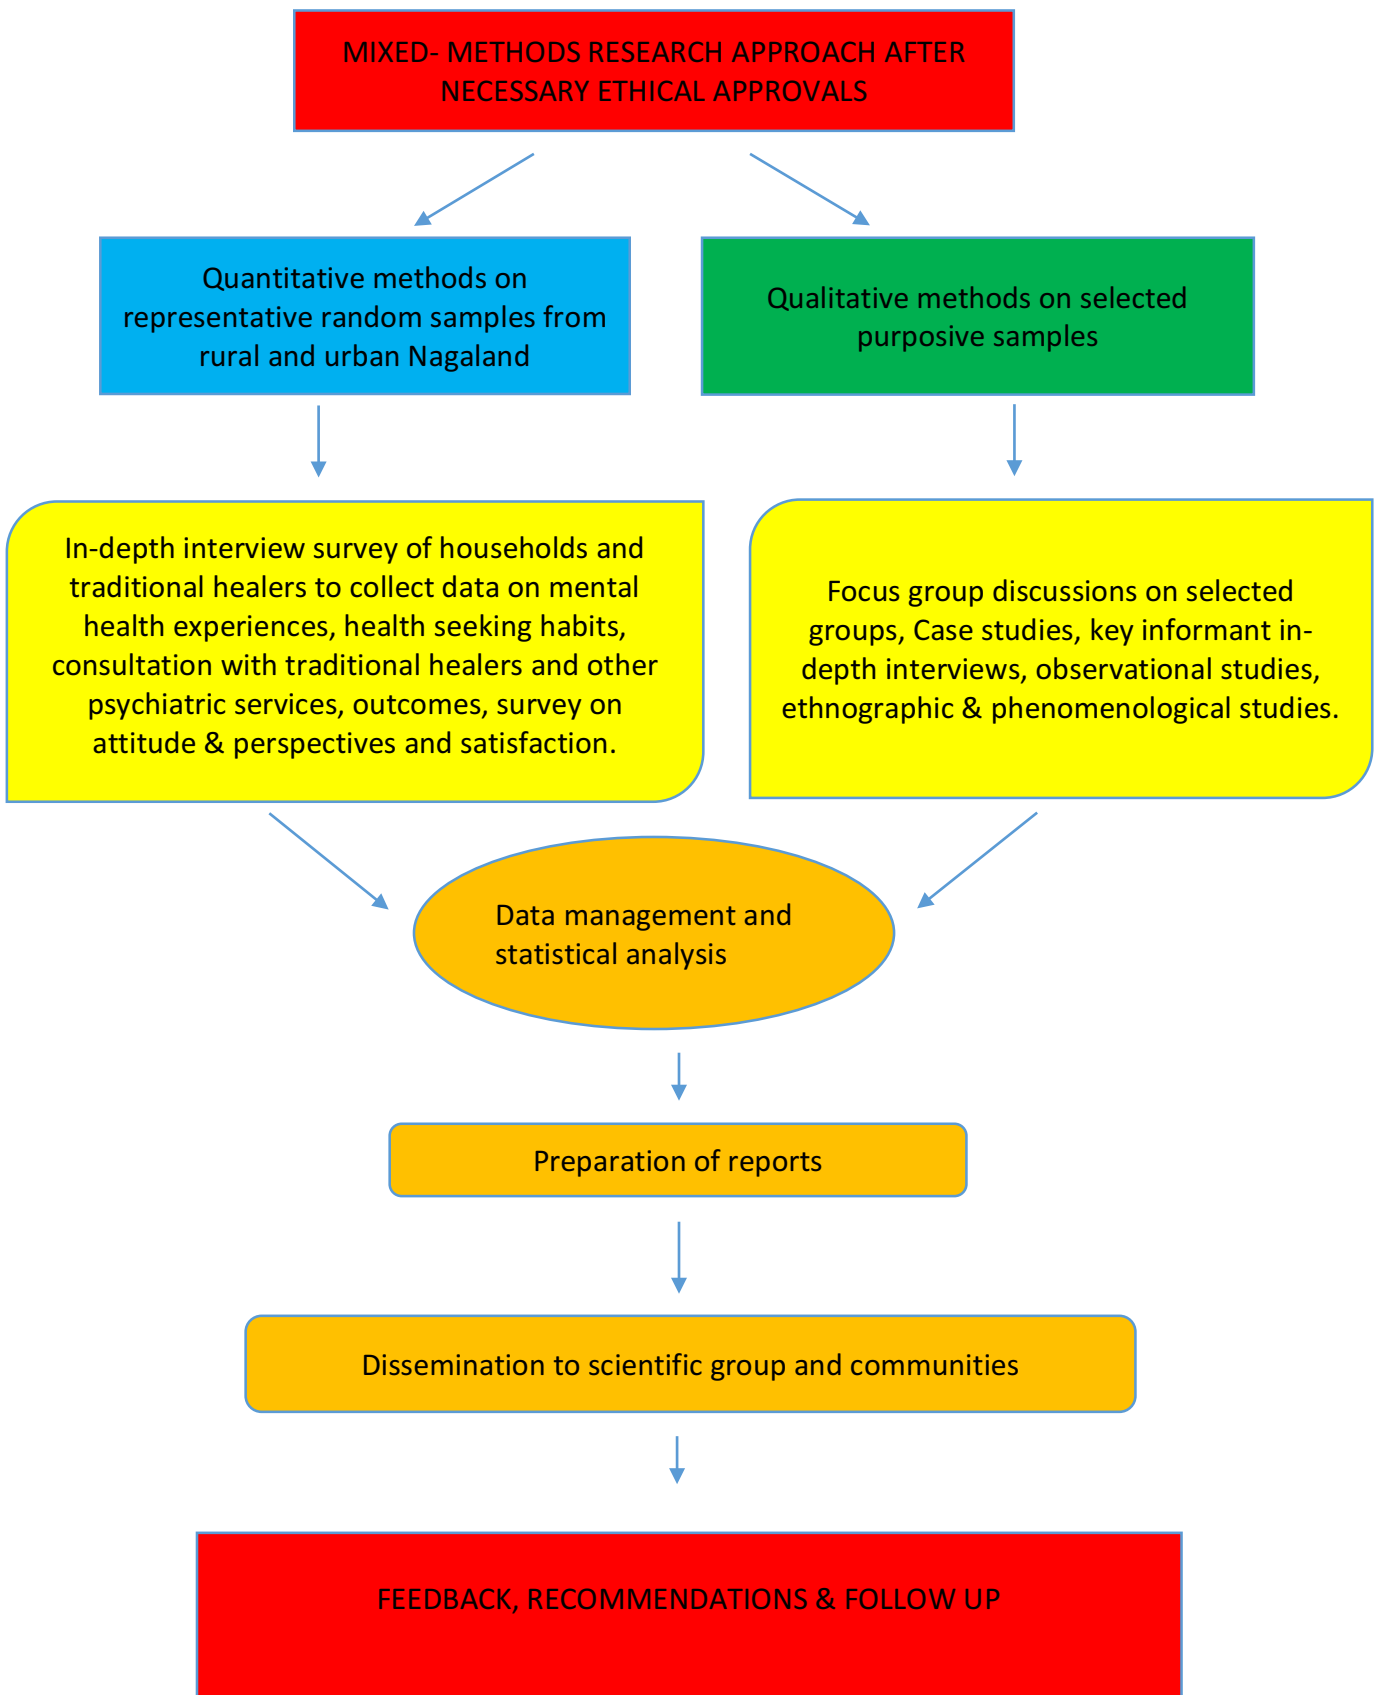 MIXED- METHODS RESEARCH APPROACH AFTER
NECESSARY ETHICAL APPROVALS
Quantitative methods on
representative random samples from
rural and urban Nagaland
Qualitative methods on selected
purposive samples
In-depth interview survey of households and
traditional healers to collect data on mental
health experiences, health seeking habits,
consultation with traditional healers and other
psychiatric services, outcomes, survey on
attitude & perspectives and satisfaction.
Focus group discussions on selected
groups, Case studies, key informant in-
depth interviews, observational studies,
ethnographic & phenomenological studies.
Data management and
statistical analysis
Preparation of reports
Dissemination to scientific group and communities
FEEDBACK, RECOMMENDATIONS & FOLLOW UP